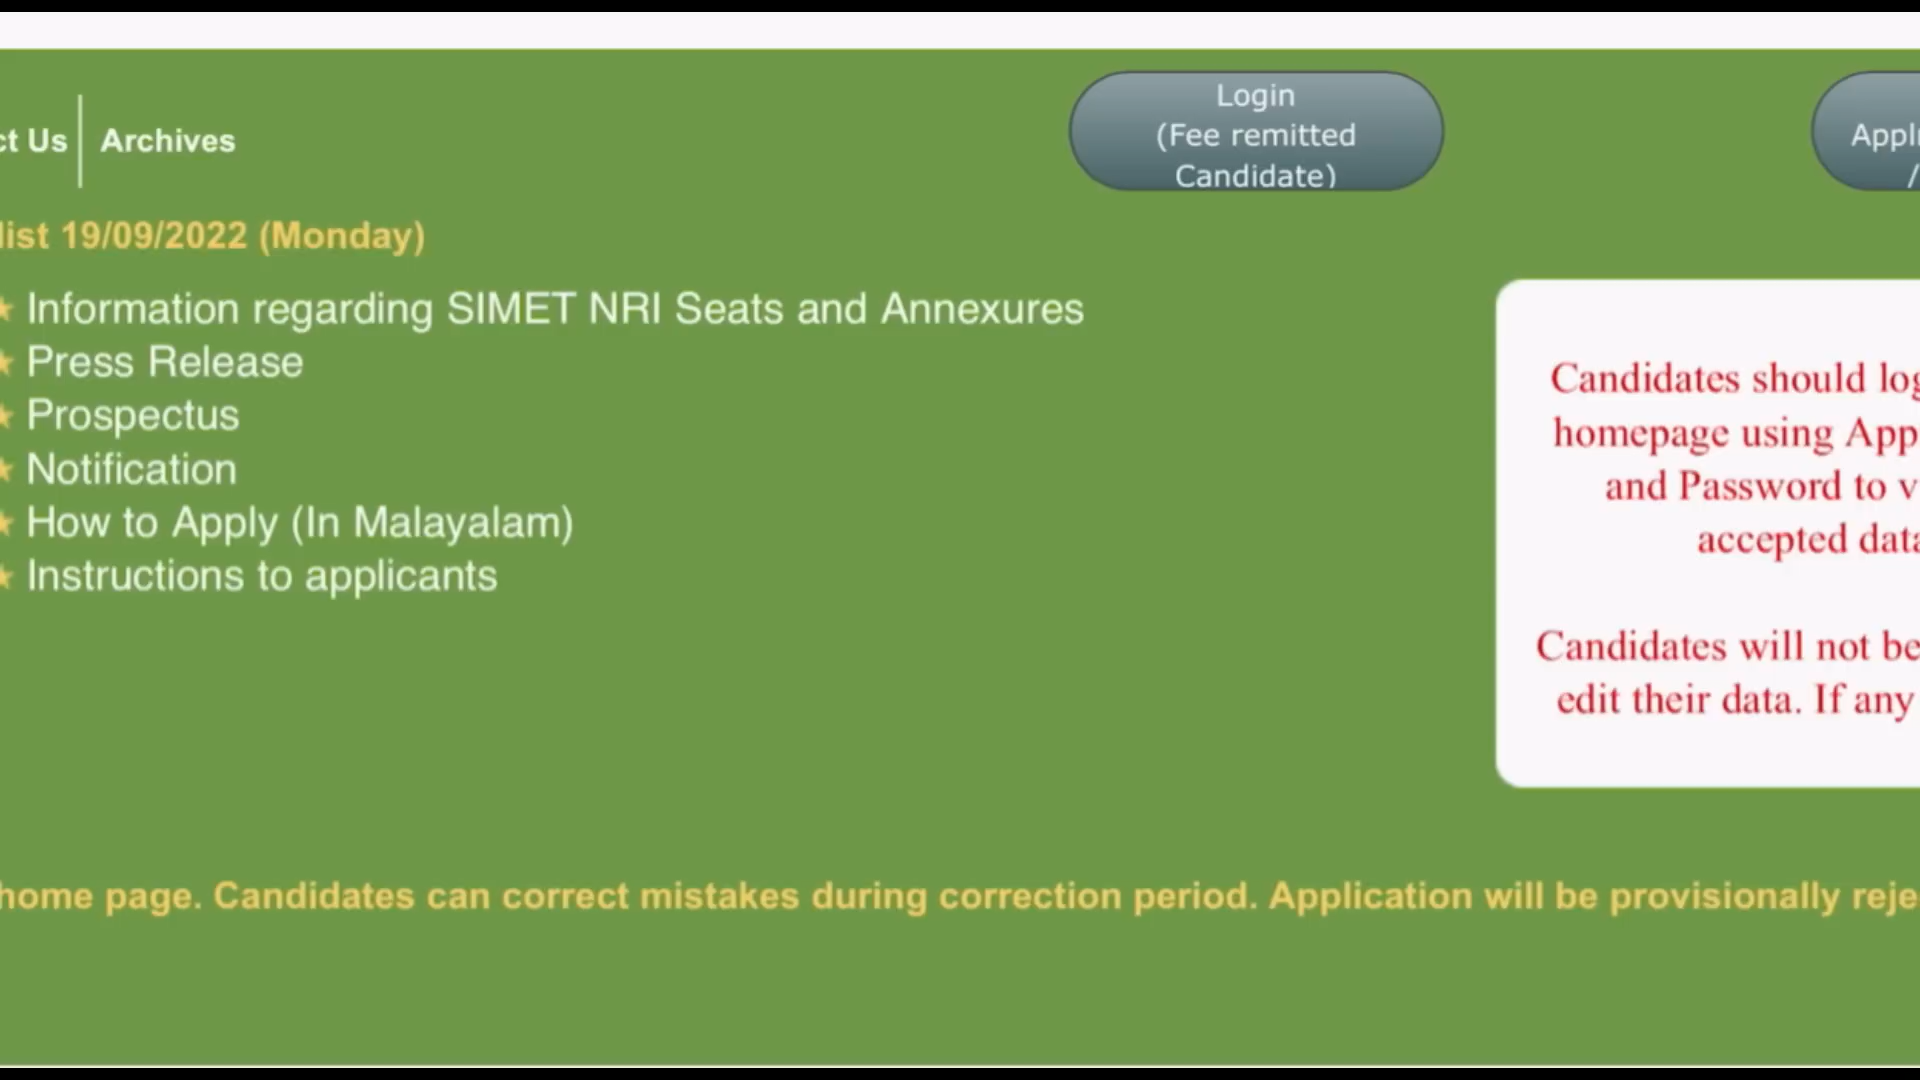 Login
(Fee remitted
Candidate)
ct Us
Archives
list 19/09/2022 (Monday)
Information regarding SIMET NRI Seats and Annexures
Press Release
Prospectus
Notification
How to Apply (In Malayalam)
Instructions to applicants
Candidates should log
homepage using App
and Password to v
accepted data
Candidates will not be
edit their data. If any
home page. Candidates can correct mistakes during correction period. Application will be provisionally reje